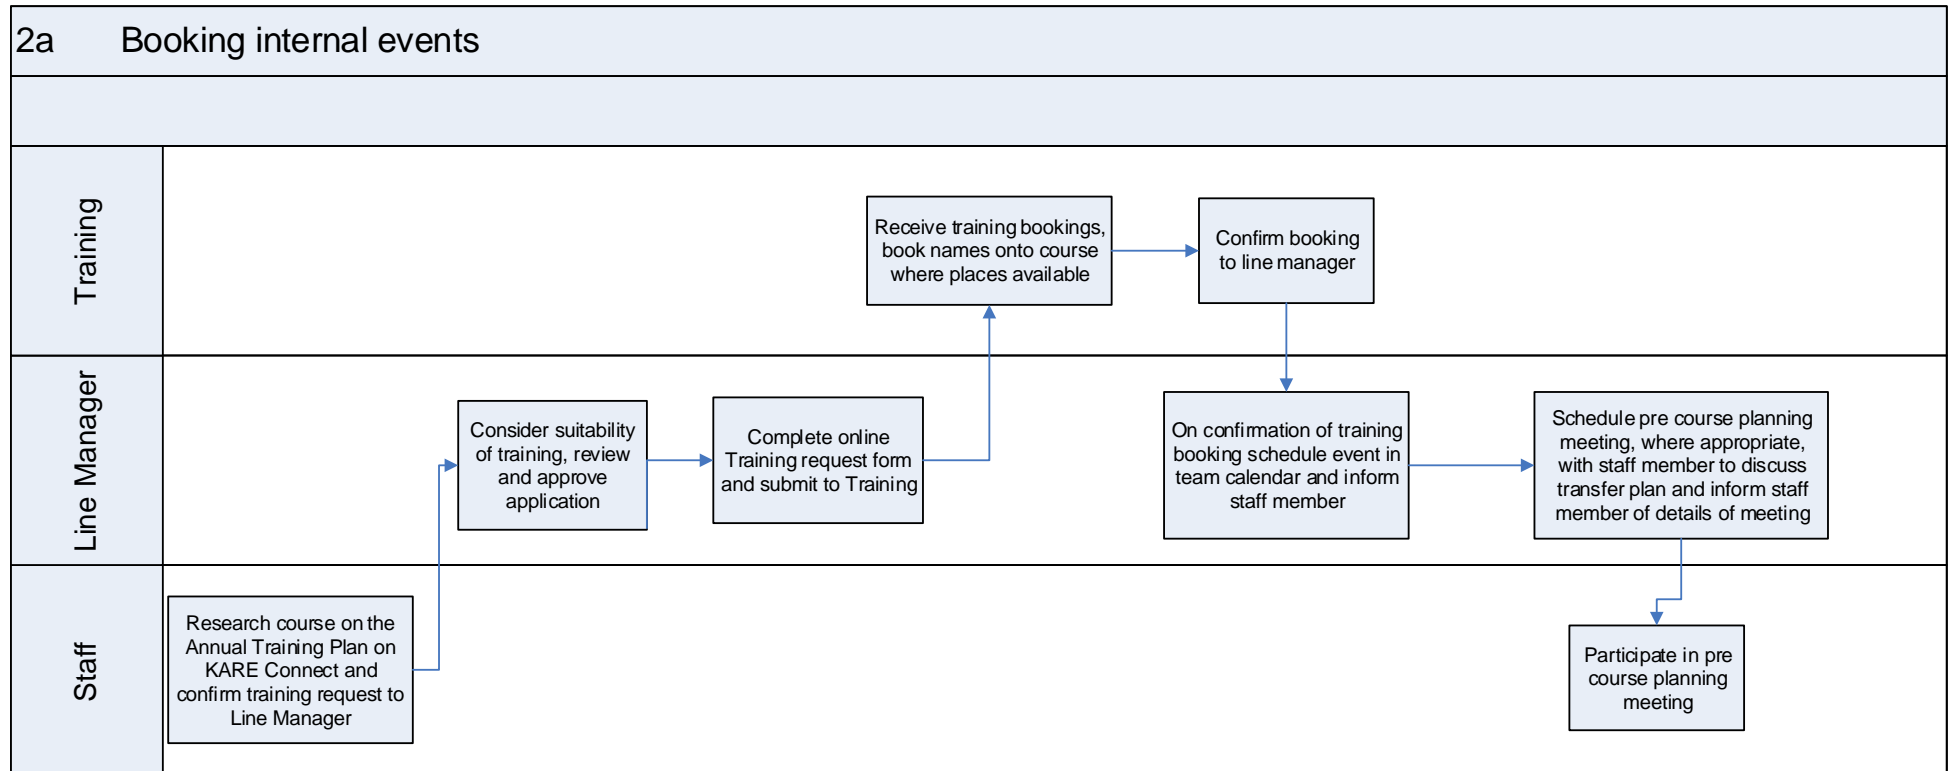 2a Booking internal events
Training
Receive training bookings,
book names onto course
where places available
Confirm booking
to line manager
Line Manager
Consider suitability
of training, review
and approve
application
Complete online
Training request form
and submit to Training
On confirmation of training
booking schedule event in
team calendar and inform
staff member
Schedule pre course planning
meeting, where appropriate,
with staff member to discuss
transfer plan and inform staff
member of details of meeting
Staff
Research course on the
Annual Training Plan on
KARE Connect and
confirm training request to
Line Manager
Participate in pre
course planning
meeting